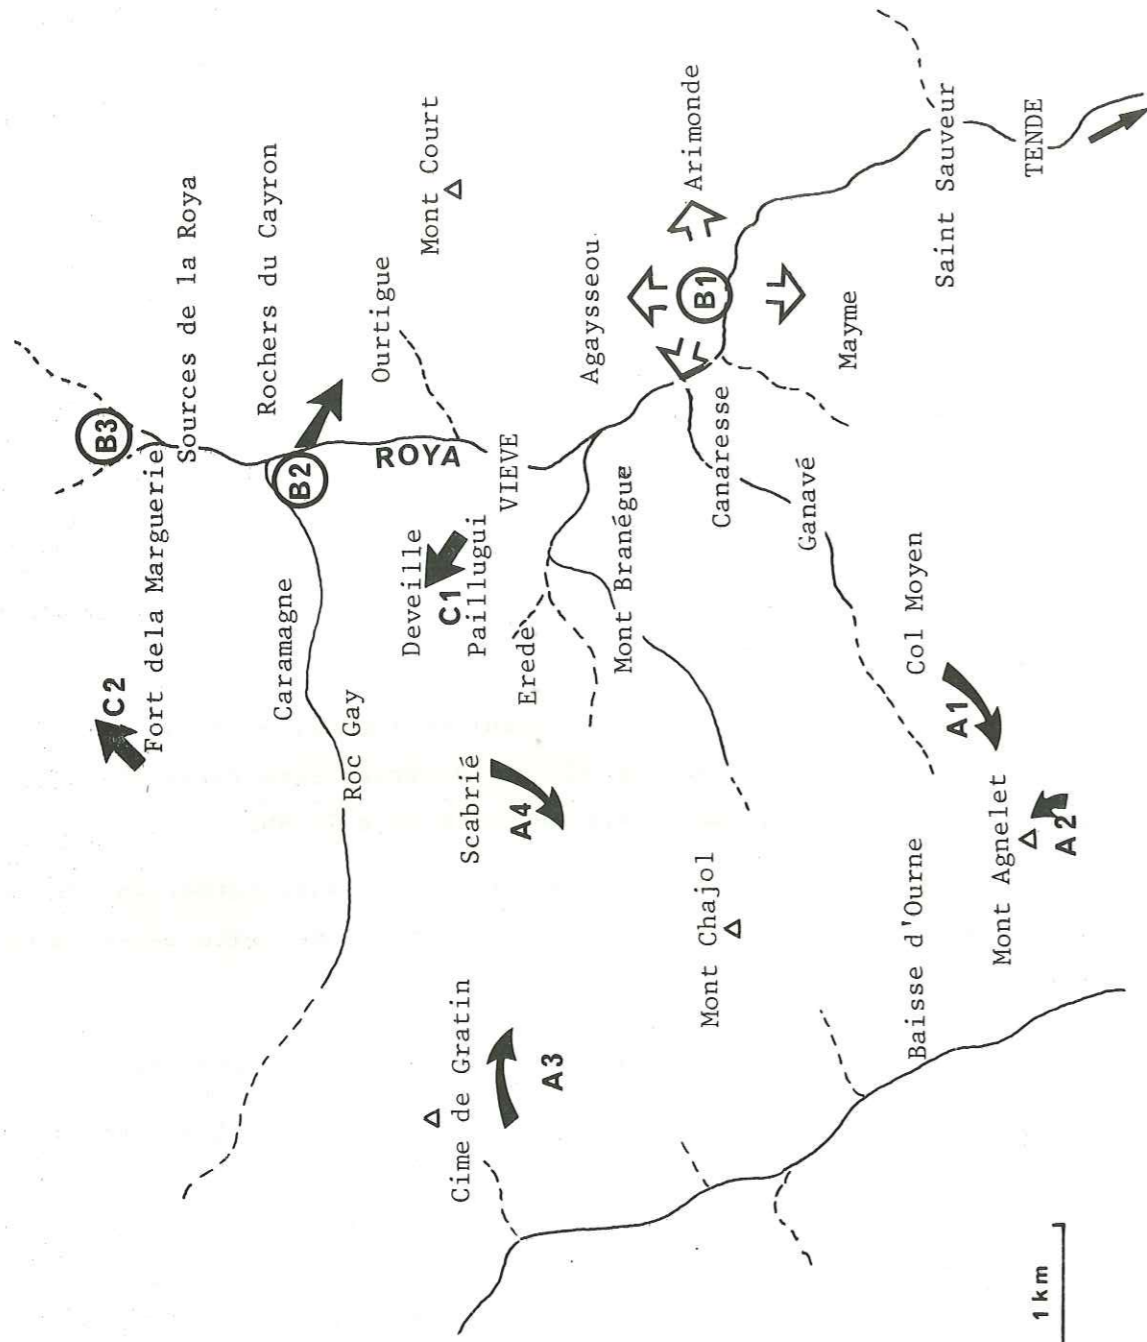 B3
Sources de la Roya
Fort dela Marguerie
C2
B2
Rochers du Cayron
Caramagne
Roc Gay
Ourtigue
Mont Court
ROYA
VIEVE
Deveille
C1
Paillugui
Erede
Scabrié
A4
Cime de Gratin
A3
Agaysseou
Arimonde
B1
Mayme
Canaresse
Mont Branégue
Ganavé
Mont Chajol
Col Moyen
A1
Baisse d'Ourne
Mont Agnelet
A2
Saint Sauveur
TENDE
1 km